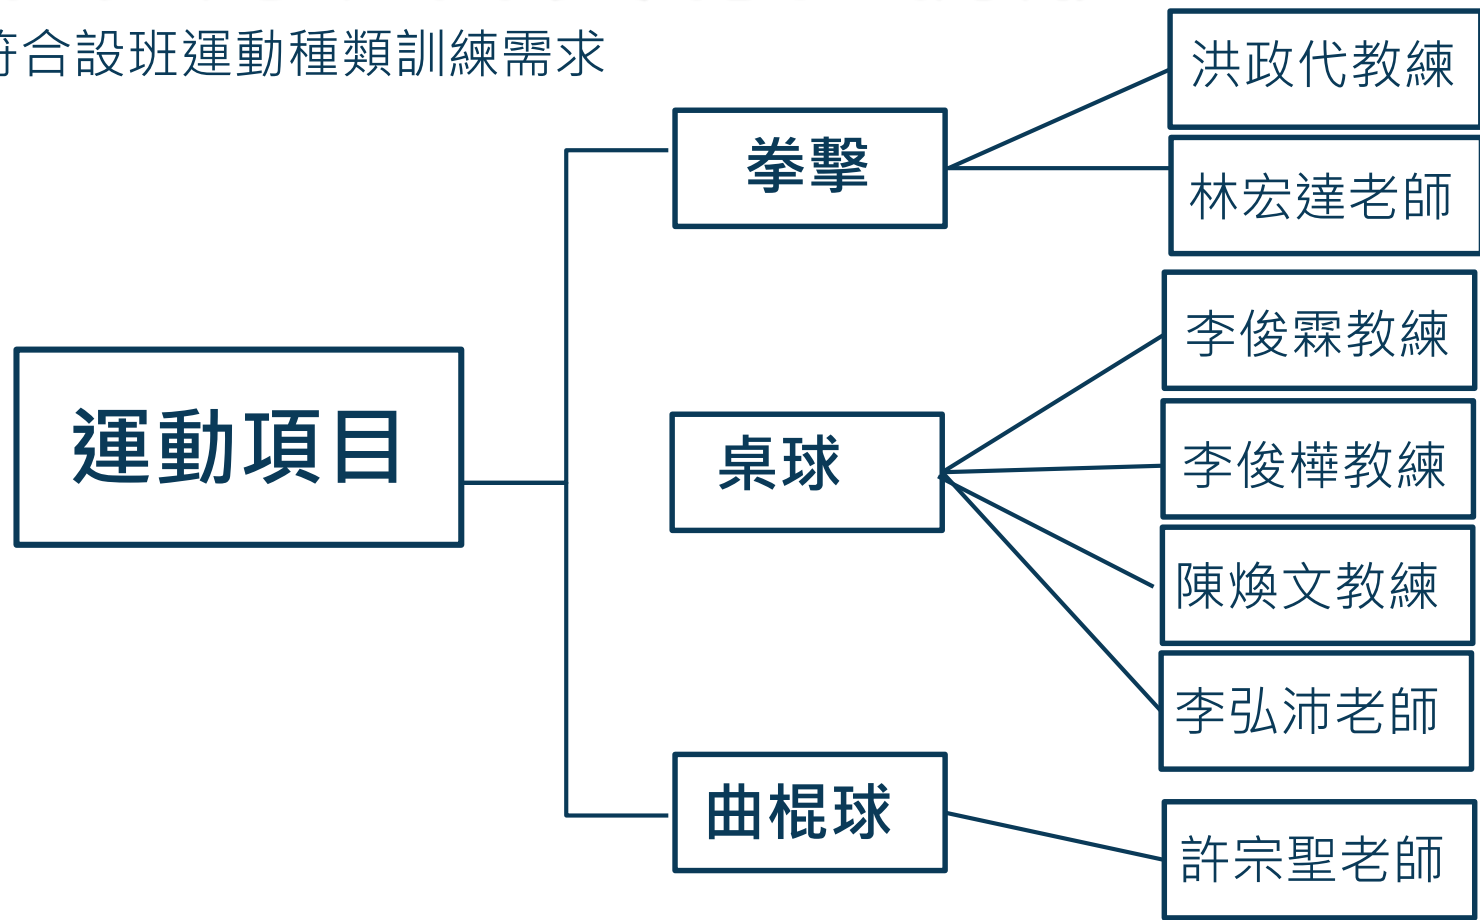 符合設班運動種類訓練需求
洪政代教練
拳擊
林宏達老師
李俊霖教練
運動項目
桌球
李俊樺教練
陳煥文教練
李弘沛老師
曲棍球
許宗聖老師